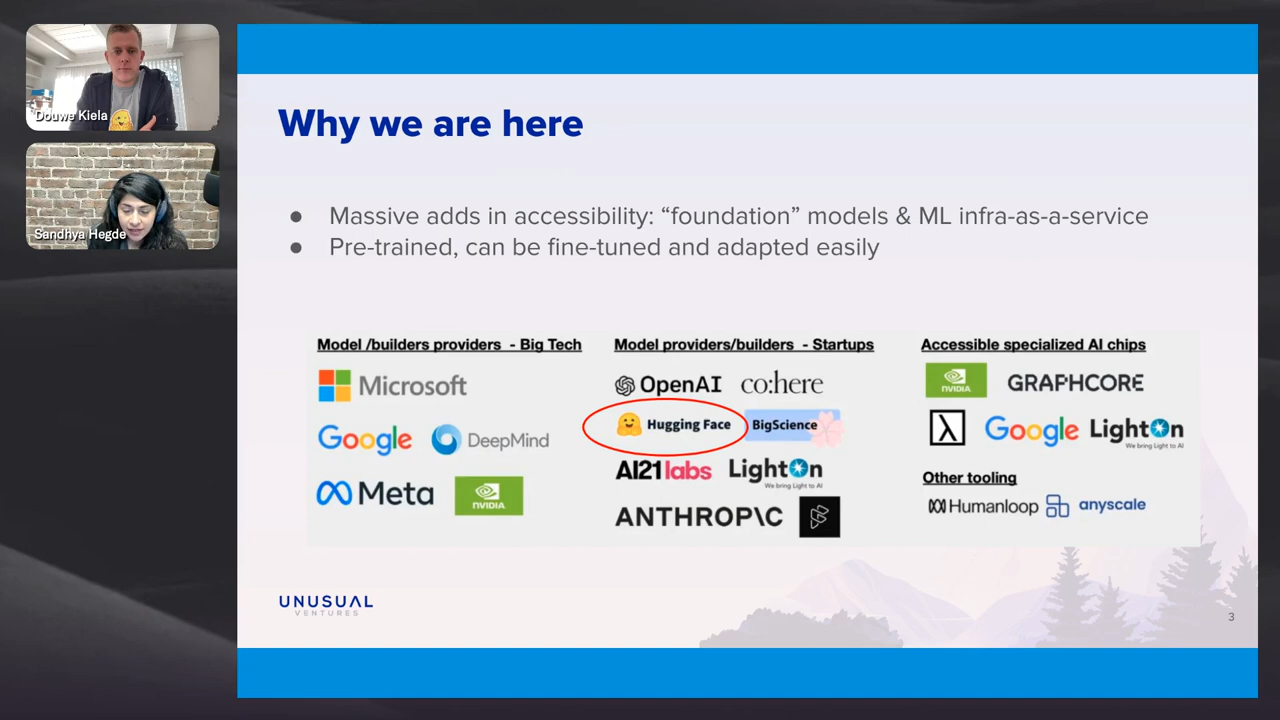 Douwe Kiela
Sandhya Hegde
Why we are here
● Massive adds in accessibility: “foundation” models & ML infra-as-a-service
● Pre-trained, can be fine-tuned and adapted easily
Model /builders providers - Big Tech
Microsoft
Google DeepMind
Meta NVIDIA
Model providers/builders - Startups
OpenAI co:here
Hugging Face BigScience
AI21labs LightOn
We bring Light to AI
ANTHROP\C
Accessible specialized AI chips
NVIDIA GRAPHCORE
λ Google LightOn
We bring Light to AI
Other tooling
Humanloop anyscale
UNUSUAL
VENTURES
3